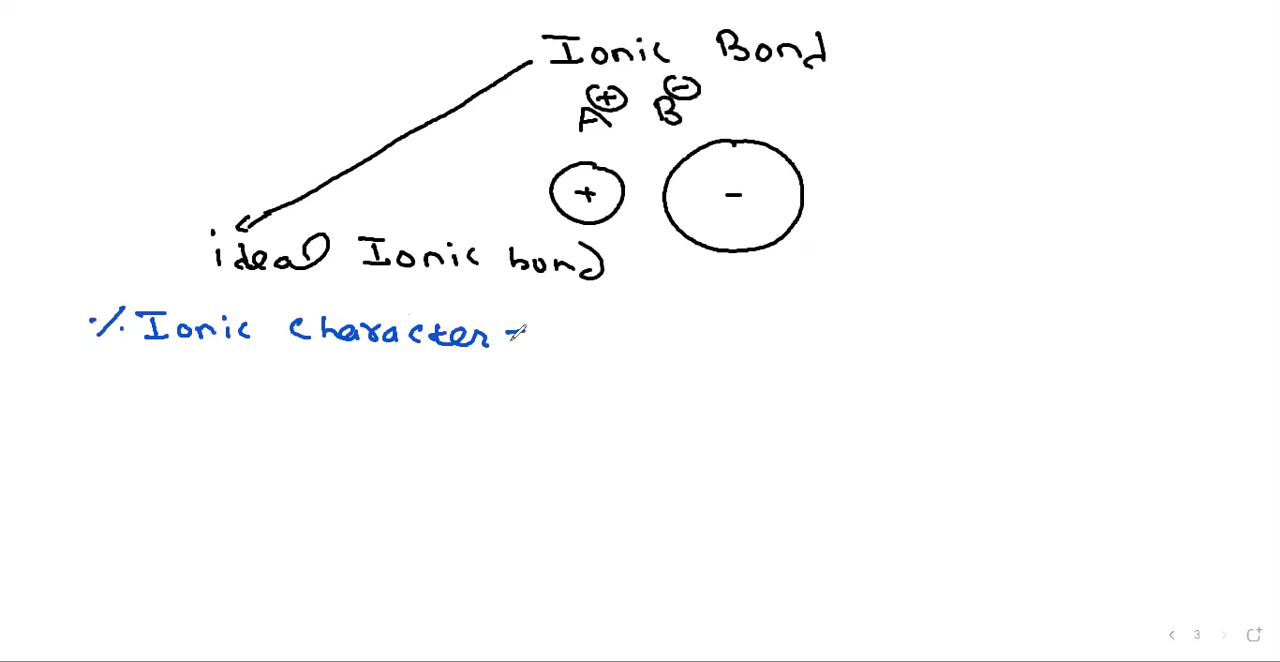 Ionic Bond
A⊕ B⊖
+ -
ideal Ionic bond
% Ionic character
3